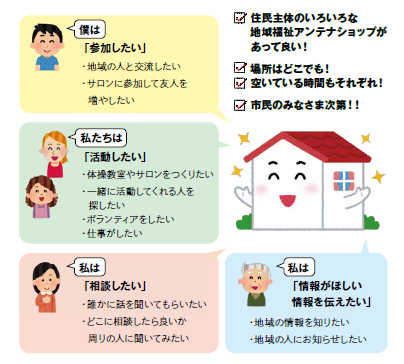 僕は
「参加したい」
・地域の人と交流したい
・サロンに参加して友人を
増やしたい
住民主体のいろいろな
地域福祉アンテナショップが
あって良い！
場所はどこでも！
空いている時間もそれぞれ！
市民のみなさま次第！！
私たちは
「活動したい」
・体操教室やサロンをつくりたい
・一緒に活動してくれる人を
探したい
・ボランティアをしたい
・仕事がしたい
私は
「相談したい」
・誰かに話を聞いてもらいたい
・どこに相談したら良いか
周りの人に聞いてみたい
私は
「情報がほしい
情報を伝えたい」
・地域の情報を知りたい
・地域の人にお知らせしたい